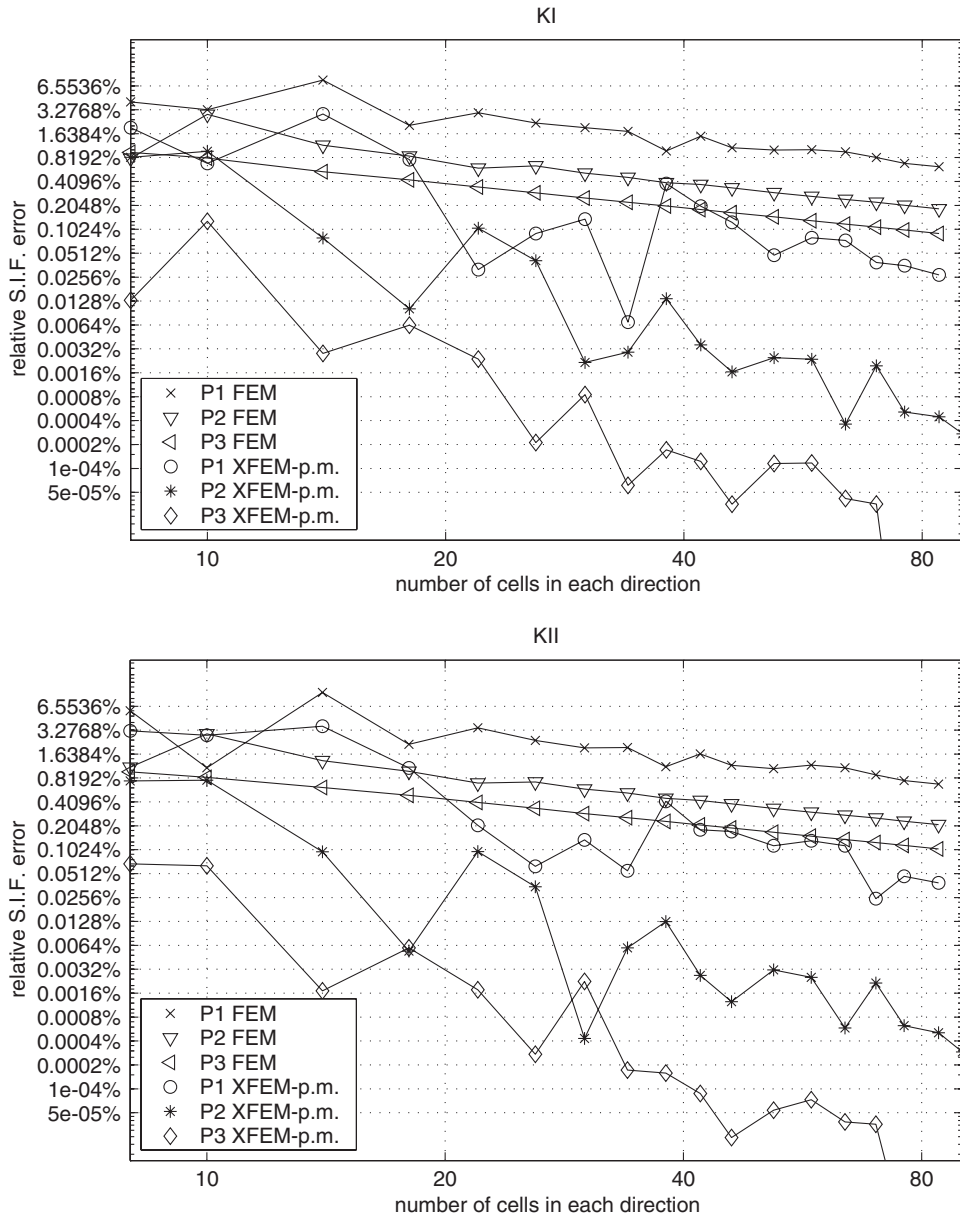 KI
relative S.I.F. error
6.5536%
3.2768%
1.6384%
0.8192%
0.4096%
0.2048%
0.1024%
0.0512%
0.0256%
0.0128%
0.0064%
0.0032%
0.0016%
0.0008%
0.0004%
0.0002%
1e-04%
5e-05%
P1 FEM
P2 FEM
P3 FEM
P1 XFEM-p.m.
P2 XFEM-p.m.
P3 XFEM-p.m.
10 20 40 80
number of cells in each direction
KII
relative S.I.F. error
6.5536%
3.2768%
1.6384%
0.8192%
0.4096%
0.2048%
0.1024%
0.0512%
0.0256%
0.0128%
0.0064%
0.0032%
0.0016%
0.0008%
0.0004%
0.0002%
1e-04%
5e-05%
P1 FEM
P2 FEM
P3 FEM
P1 XFEM-p.m.
P2 XFEM-p.m.
P3 XFEM-p.m.
10 20 40 80
number of cells in each direction